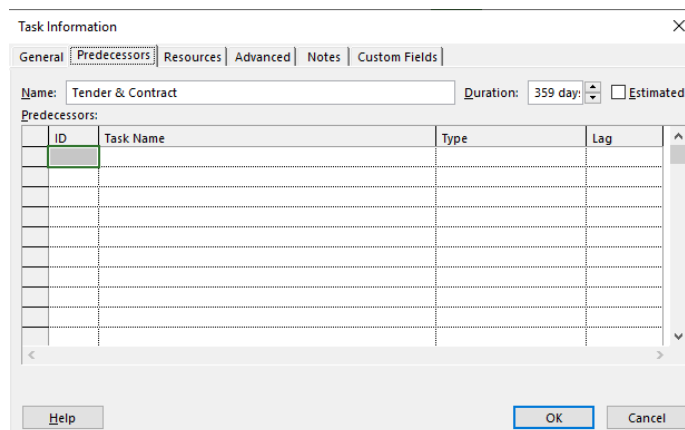 Task Information
General Predecessors Resources Advanced Notes Custom Fields
Name: Tender & Contract Duration: 359 day: Estimated
Predecessors:
ID Task Name Type Lag
Help OK Cancel